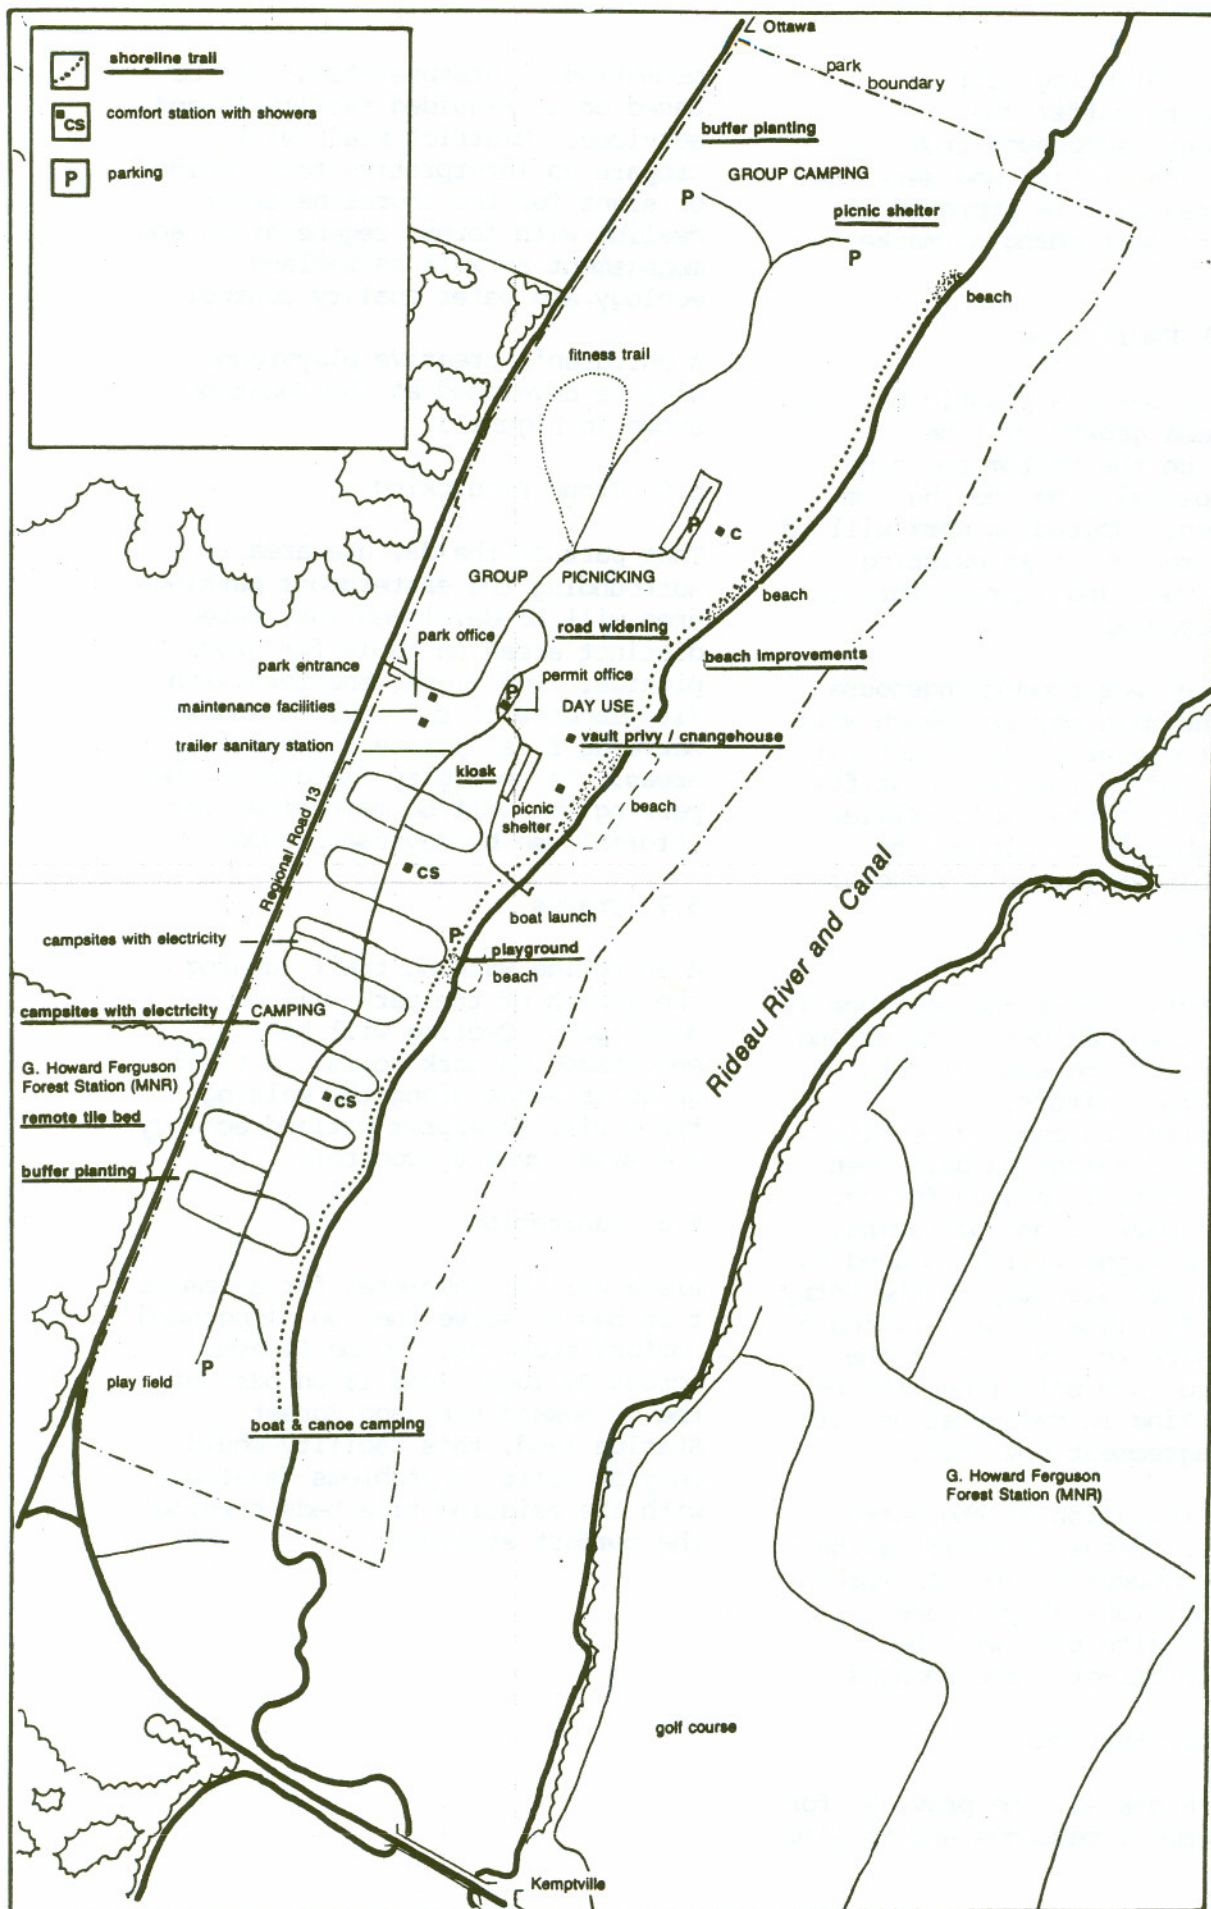 shoreline trail
CS
comfort station with showers
P
parking
Ottawa
park
boundary
buffer planting
GROUP CAMPING
P
picnic shelter
P
beach
fitness trail
P
C
GROUP PICNICKING
beach
park office
road widening
beach improvements
park entrance
permit office
P
maintenance facilities
DAY USE
trailer sanitary station
vault privy / cnangehouse
kiosk
picnic
shelter
beach
Regional Road 13
CS
boat launch
campsites with electricity
P
playground
beach
Rideau River and Canal
campsites with electricity
CAMPING
G. Howard Ferguson
Forest Station (MNR)
CS
remote tile bed
buffer planting
P
play field
boat & canoe camping
G. Howard Ferguson
Forest Station (MNR)
golf course
Kemptville